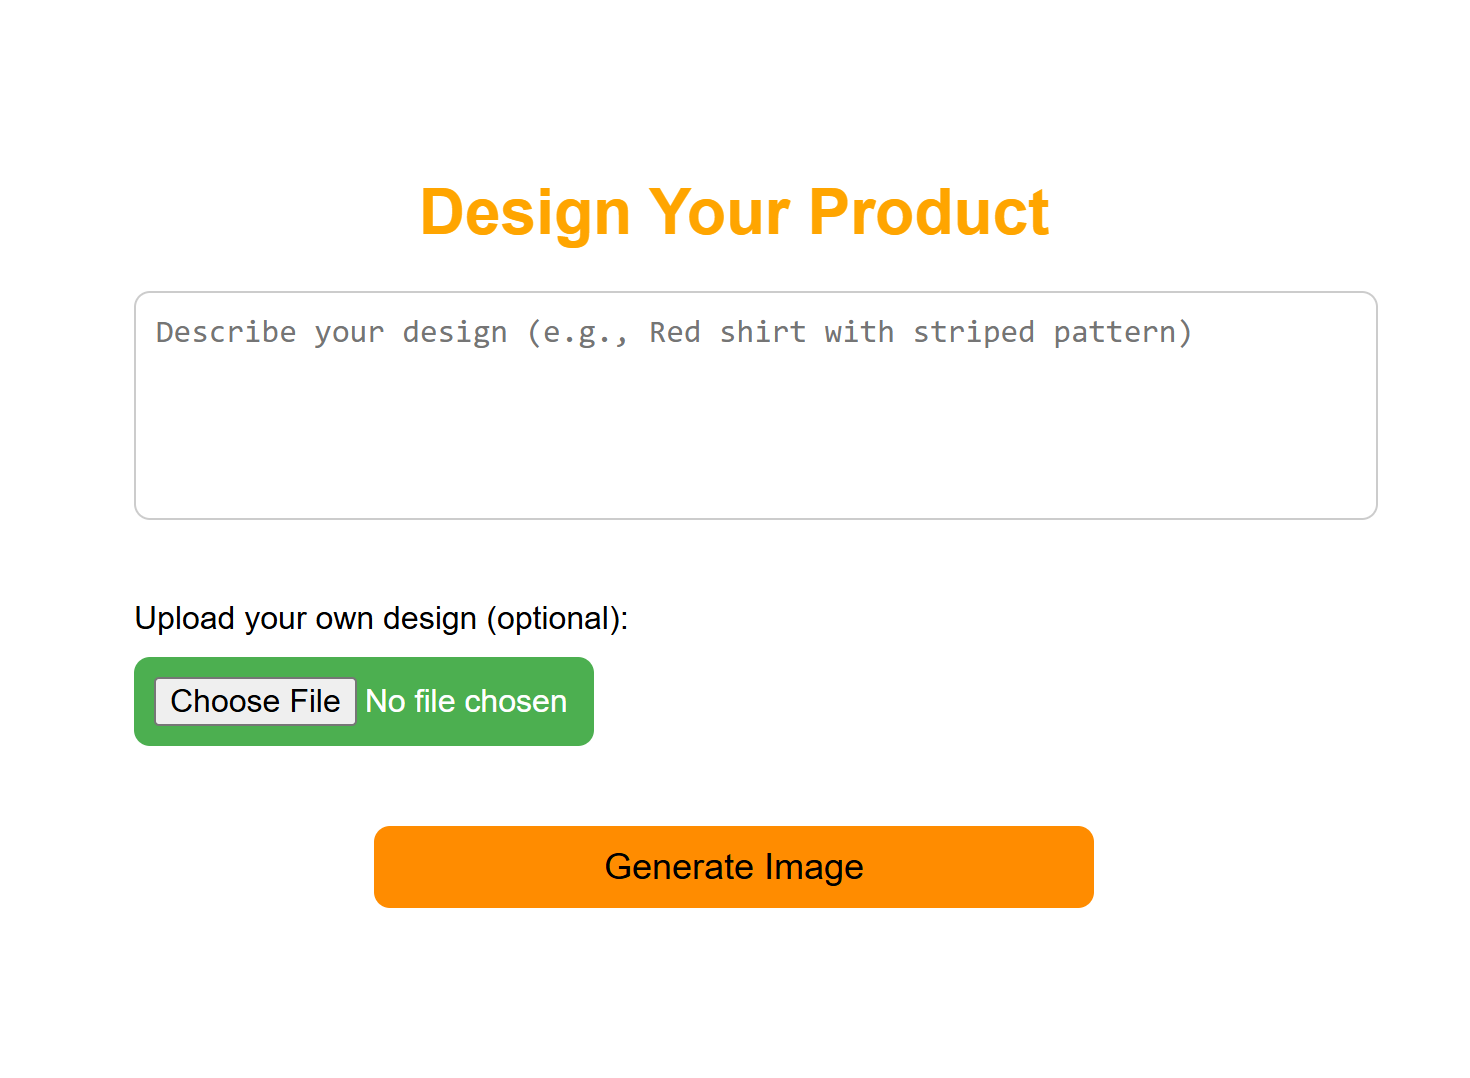 Design Your Product
Describe your design (e.g., Red shirt with striped pattern)
Upload your own design (optional):
Choose File No file chosen
Generate Image